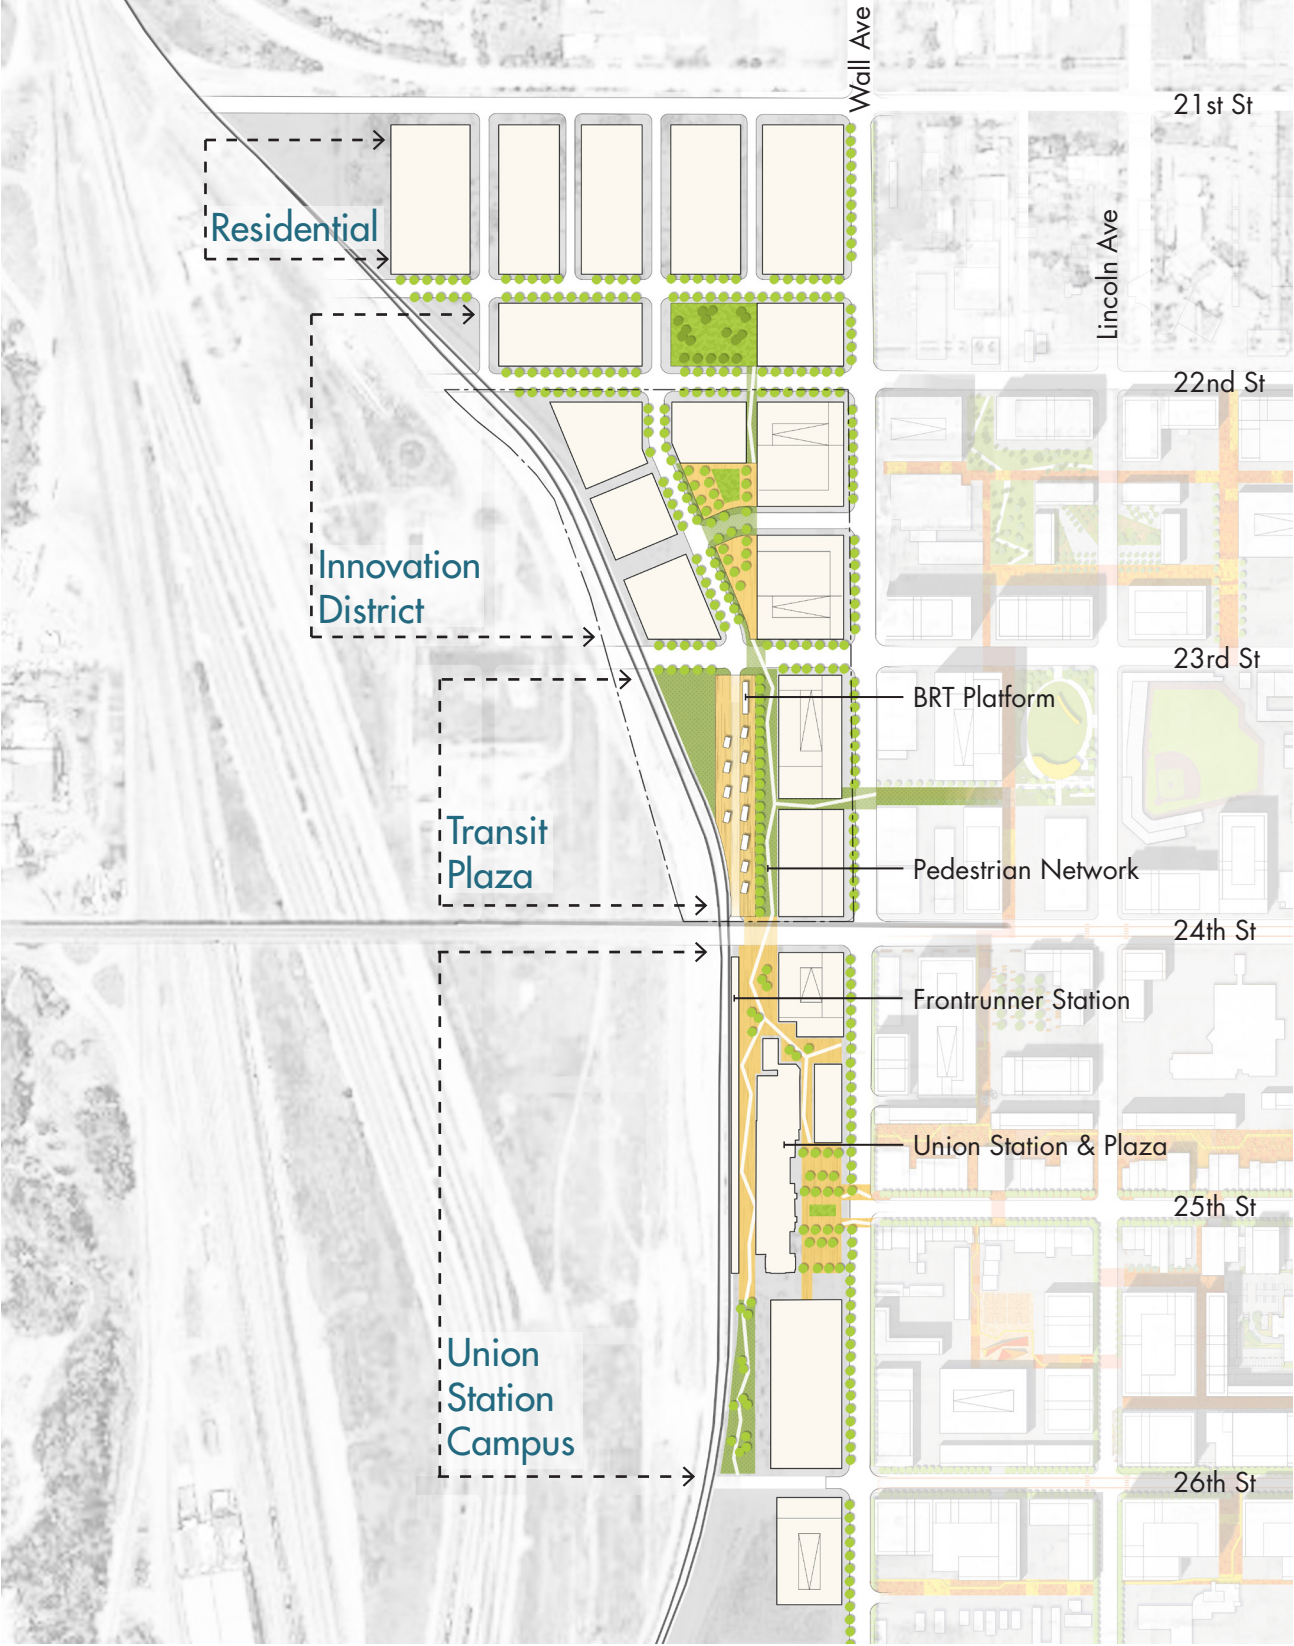 Wall Ave
21st St
Residential
Lincoln Ave
22nd St
Innovation
District
23rd St
BRT Platform
Transit
Plaza
Pedestrian Network
24th St
Frontrunner Station
Union Station & Plaza
25th St
Union
Station
Campus
26th St